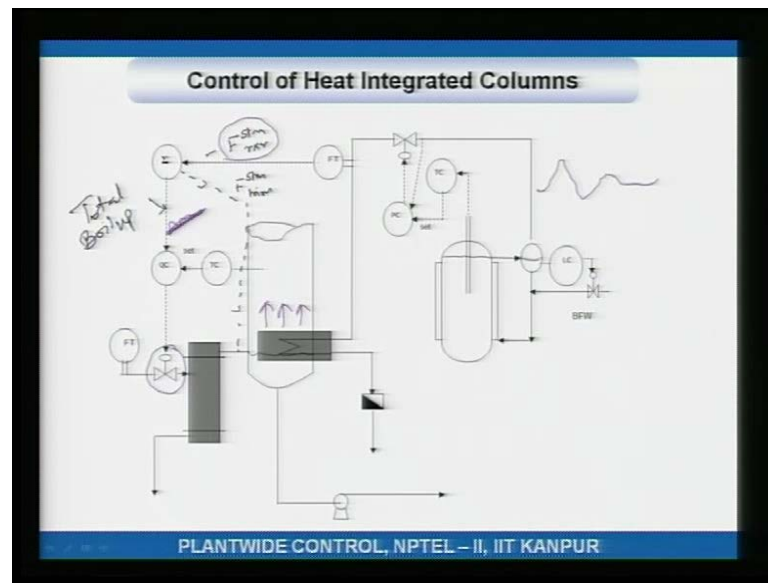 Control of Heat Integrated Columns
F stm
rxr
Σ
FT
F stm
Total
Boilup
TC
PC
set
set
QC
TC
LC
BFW
FT
PLANTWIDE CONTROL, NPTEL – II, IIT KANPUR